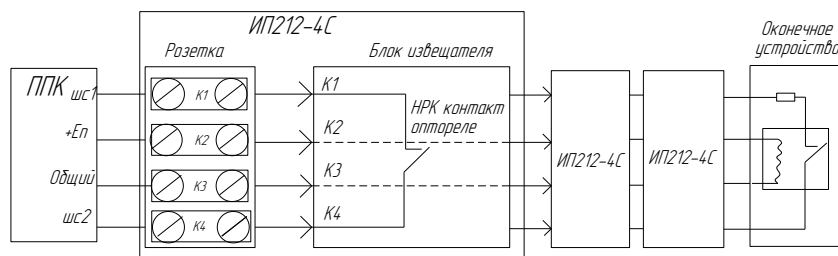 ИП212-4С
Розетка
Блок извещателя
Оконечное
устройство
ППК
шс1
+Еп
Общий
шс2
К1
К2
К3
К4
К1
К2
К3
К4
НРК контакт
оптореле
ИП212-4С
ИП212-4С